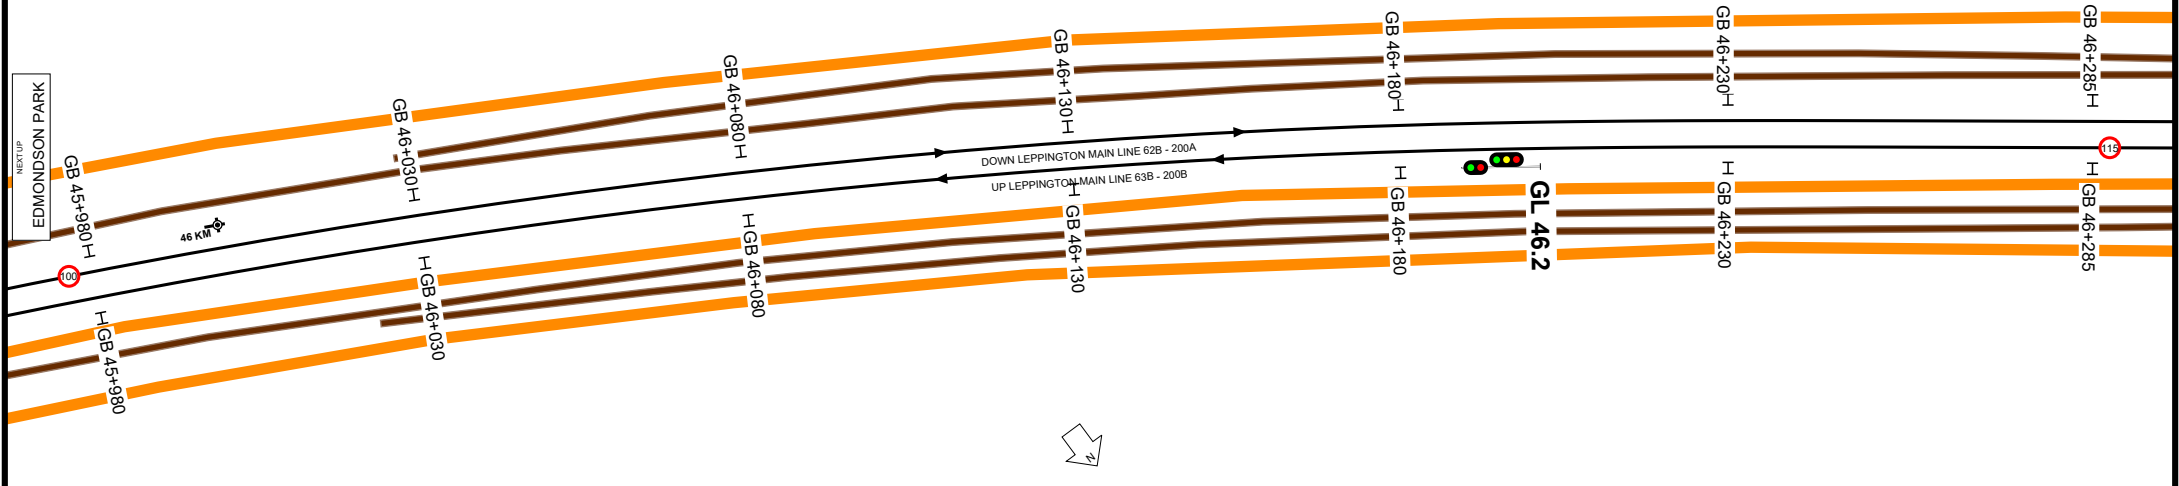 NEXT UP
EDMONDSON PARK
GB 45+980
GB 46+030
GB 46+080
GB 46+130
GB 46+180
GB 46+230
GB 46+285
46 KM
100
DOWN LEPPINGTON MAIN LINE 62B - 200A
UP LEPPINGTON MAIN LINE 63B - 200B
115
GB 45+980
GB 46+030
GB 46+080
GB 46+130
GB 46+180
GL 46.2
GB 46+230
GB 46+285
N